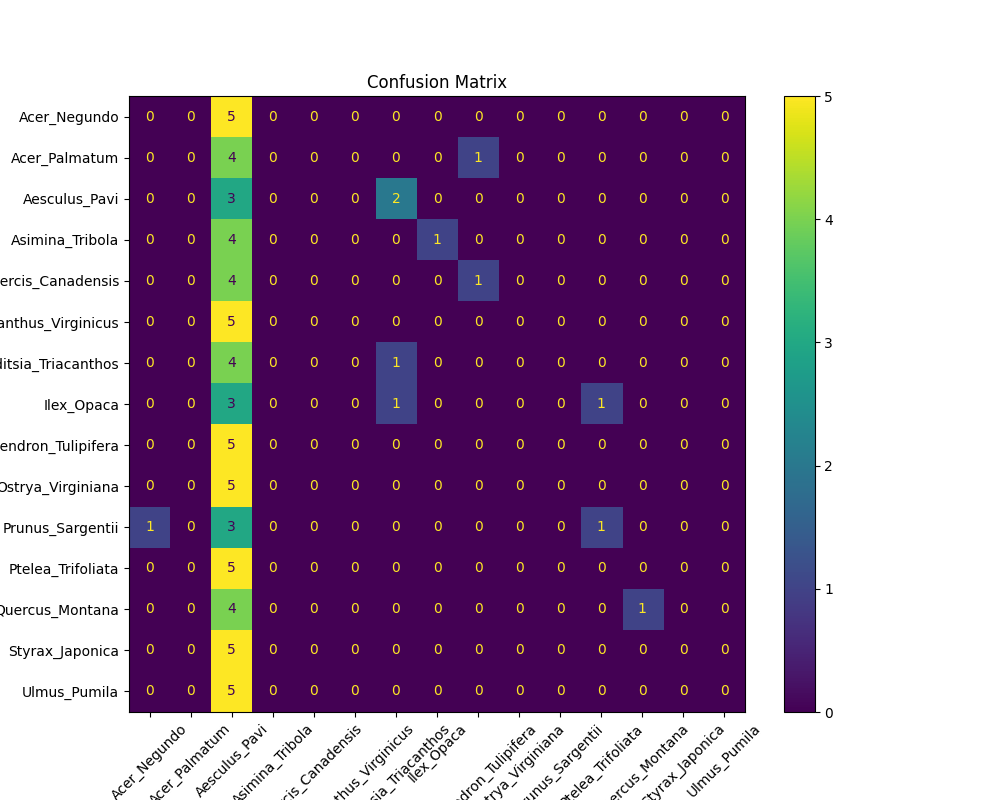 Confusion Matrix
Acer_Negundo 0 0 5 0 0 0 0 0 0 0 0 0 0 0 0
Acer_Palmatum 0 0 4 0 0 0 0 0 1 0 0 0 0 0 0
Aesculus_Pavi 0 0 3 0 0 0 2 0 0 0 0 0 0 0 0
Asimina_Tribola 0 0 4 0 0 0 0 1 0 0 0 0 0 0 0
ercis_Canadensis 0 0 4 0 0 0 0 0 1 0 0 0 0 0 0
anthus_Virginicus 0 0 5 0 0 0 0 0 0 0 0 0 0 0 0
ditsia_Triacanthos 0 0 4 0 0 0 1 0 0 0 0 0 0 0 0
Ilex_Opaca 0 0 3 0 0 0 1 0 0 0 0 1 0 0 0
endron_Tulipifera 0 0 5 0 0 0 0 0 0 0 0 0 0 0 0
Ostrya_Virginiana 0 0 5 0 0 0 0 0 0 0 0 0 0 0 0
Prunus_Sargentii 1 0 3 0 0 0 0 0 0 0 0 1 0 0 0
Ptelea_Trifoliata 0 0 5 0 0 0 0 0 0 0 0 0 0 0 0
Quercus_Montana 0 0 4 0 0 0 0 0 0 0 0 0 1 0 0
Styrax_Japonica 0 0 5 0 0 0 0 0 0 0 0 0 0 0 0
Ulmus_Pumila 0 0 5 0 0 0 0 0 0 0 0 0 0 0 0
Acer_Negundo
Acer_Palmatum
Aesculus_Pavi
Asimina_Tribola
rcis_Canadensis
thus_Virginicus
sia_Triacanthos
Ilex_Opaca
ndron_Tulipifera
trya_Virginiana
unus_Sargentii
Ptelea_Trifoliata
ercus_Montana
Styrax_Japonica
Ulmus_Pumila
5
4
3
2
1
0